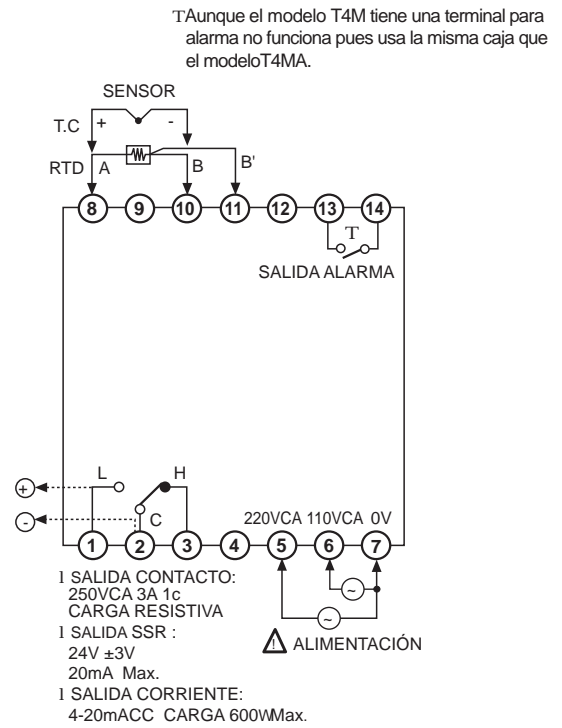 TAunque el modelo T4M tiene una terminal para
alarma no funciona pues usa la misma caja que
el modeloT4MA.
SENSOR
T.C + -
RTD A B B'
8 9 10 11 12 13 14
T
SALIDA ALARMA
L H
+
- C
220VCA 110VCA 0V
1 2 3 4 5 6 7
~
~
l SALIDA CONTACTO:
250VCA 3A 1c
CARGA RESISTIVA
l SALIDA SSR :
24V ±3V
20mA Max.
l SALIDA CORRIENTE:
4-20mACC CARGA 600WMax.
! ALIMENTACIÓN